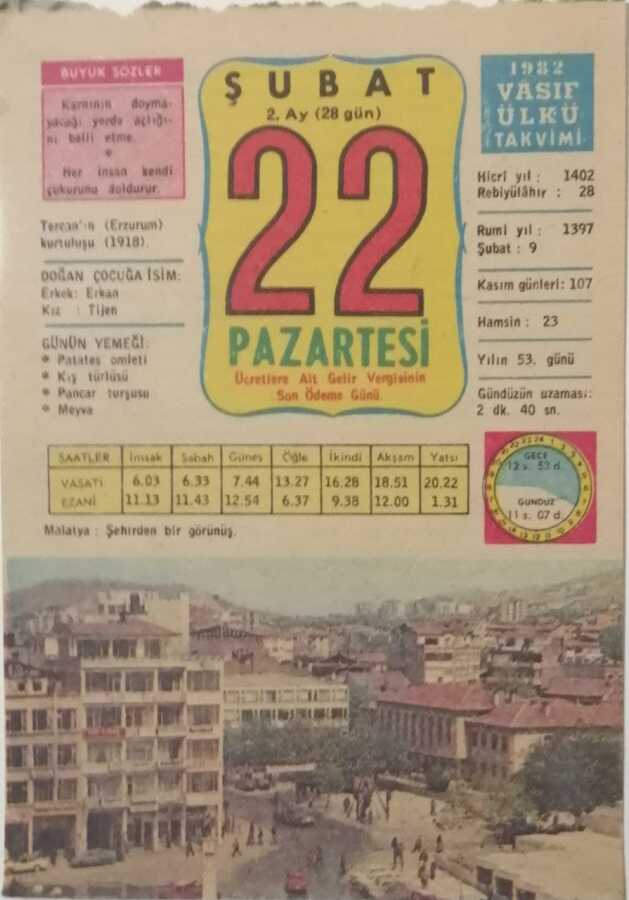 BÜYÜK SÖZLER
Karnının doyma-
yacağı yerde açlığı-
nı belli etme.
*
Her insan kendi
çukurunu doldurur.
Tercan'ın (Erzurum)
kurtuluşu (1918).
DOĞAN ÇOCUĞA İSİM:
Erkek: Erkan
Kız : Tijen
GÜNÜN YEMEĞİ:
* Patates omleti
* Kış türlüsü
* Pancar turşusu
* Meyva
ŞUBAT
2. Ay (28 gün)
22
PAZARTESİ
Ücretlere Ait Gelir Vergisinin
Son Ödeme Günü.
1982
VASIF
ÜLKÜ
TAKVİMİ
Hicrî yıl : 1402
Rebiyülâhır : 28
Rumi yıl : 1397
Şubat : 9
Kasım günleri: 107
Hamsin : 23
Yılın 53. günü
Gündüzün uzaması:
2 dk. 40 sn.
SAATLER İmsak Sabah Güneş Öğle İkindi Akşam Yatsı
VASATİ 6.03 6.33 7.44 13.27 16.28 18.51 20.22
EZANİ 11.13 11.43 12.54 6.37 9.38 12.00 1.31
GECE
12 s. 53 d.
GÜNDÜZ
11 s. 07 d.
Malatya : Şehirden bir görünüş.